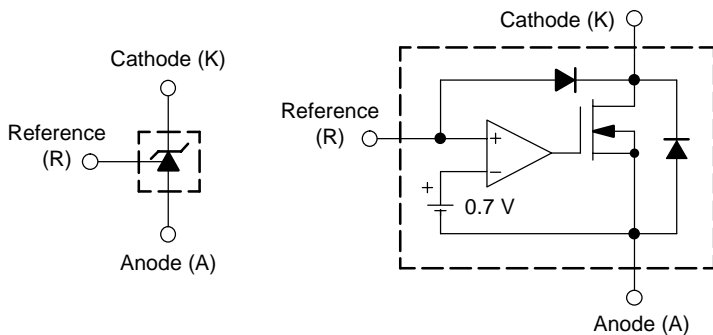 Cathode (K)
Reference
(R)
Anode (A)
Cathode (K)
Reference
(R)
+
−
+
0.7 V
Anode (A)